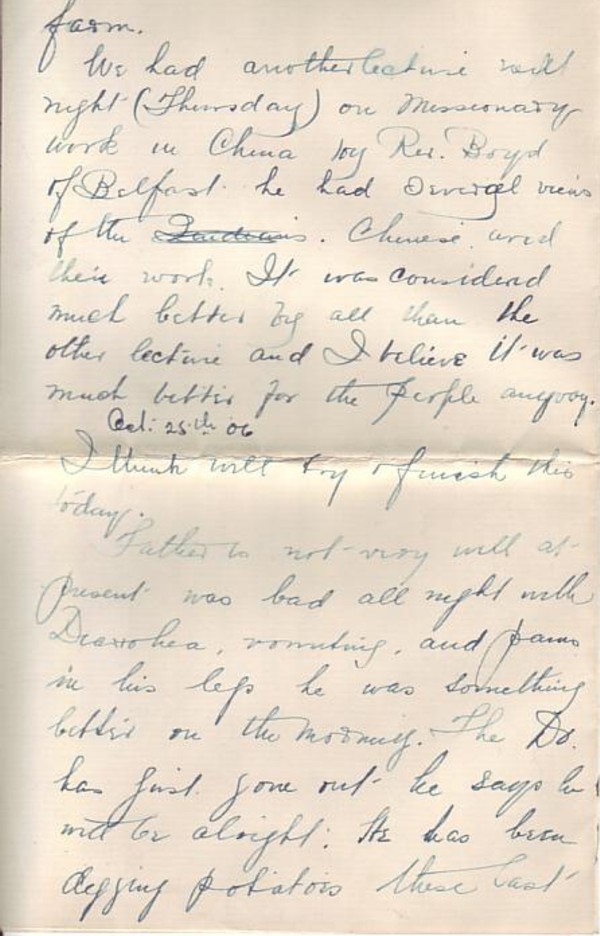 farm.
We had another lecture
night (Thursday) on Missionary
work in China by Rev. Boyd
of Belfast. he had several views
of the Chinese and
their work. It was considerd
much better by all than the
other lecture and I believe it was
much better for the people anyway.
Oct. 25th 06
I think will try & finish this
today.
Father is not very well at
present was bad all night with
Diarrohea, vomiting, and pains
in his legs he was something
better on the morning. The Dr.
has just gone out he says he
will be alright. He has been
digging potatoes these last